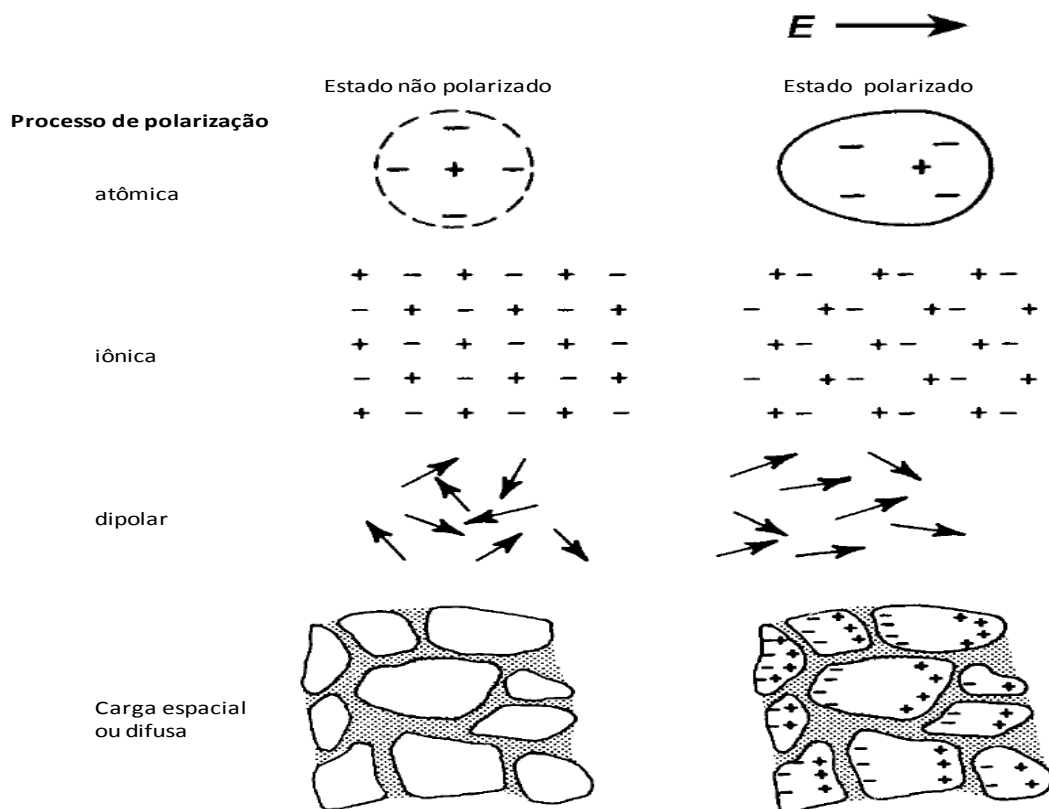 E
Estado não polarizado
Estado polarizado
Processo de polarização
atômica
iônica
dipolar
Carga espacial
ou difusa